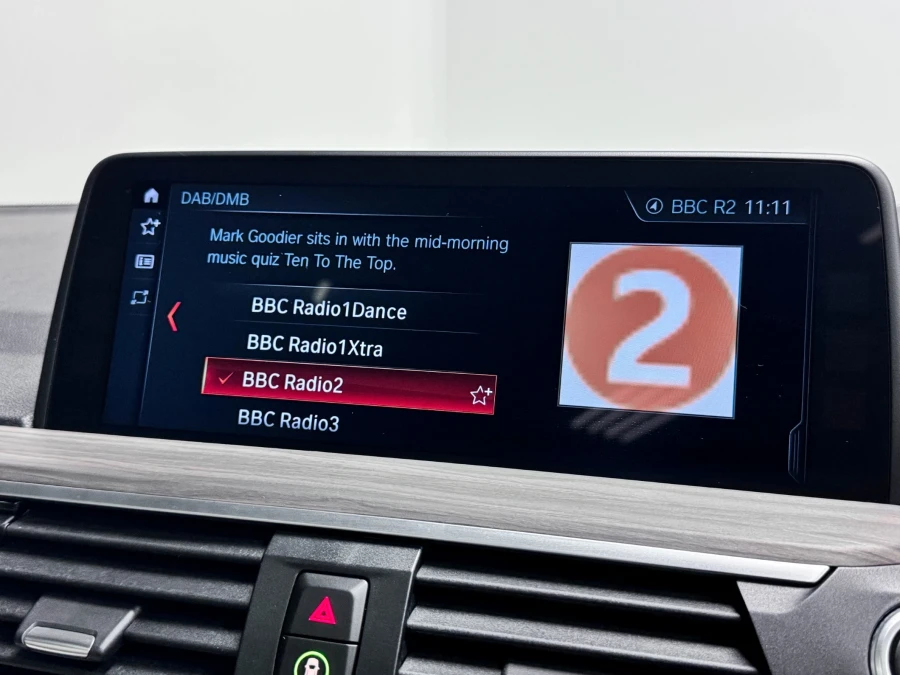 DAB/DMB
BBC R2 11:11
Mark Goodier sits in with the mid-morning
music quiz Ten To The Top.
BBC Radio1Dance
BBC Radio1Xtra
BBC Radio2
BBC Radio3
2